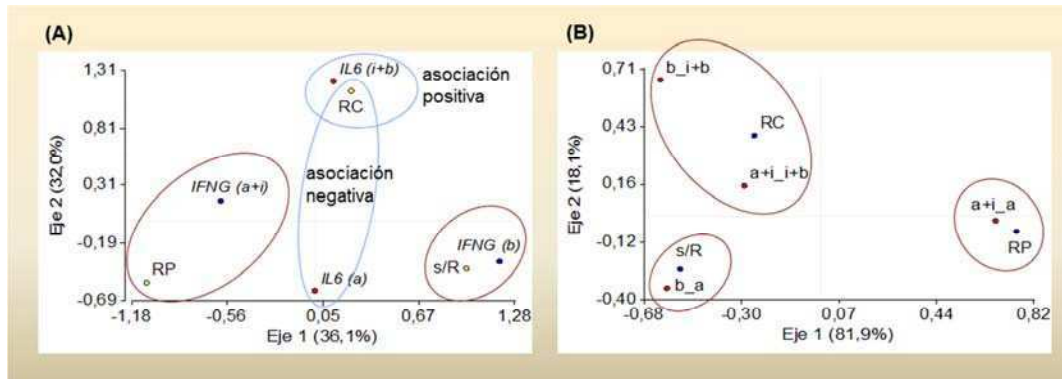 (A)
1,31
0,81
0,31
-0,19
-0,69
Eje 2 (32,0%)
IL6 (i+b)
RC
asociación
positiva
asociación
negativa
IFNG (a+i)
RP
s/R
IFNG (b)
IL6 (a)
-1,18
-0,56
0,05
0,67
1,28
Eje 1 (36,1%)
(B)
0,71
0,43
0,16
-0,12
-0,40
Eje 2 (18,1%)
b_i+b
RC
a+i_i+b
a+i_a
RP
s/R
b_a
-0,68
-0,30
0,07
0,44
0,82
Eje 1 (81,9%)